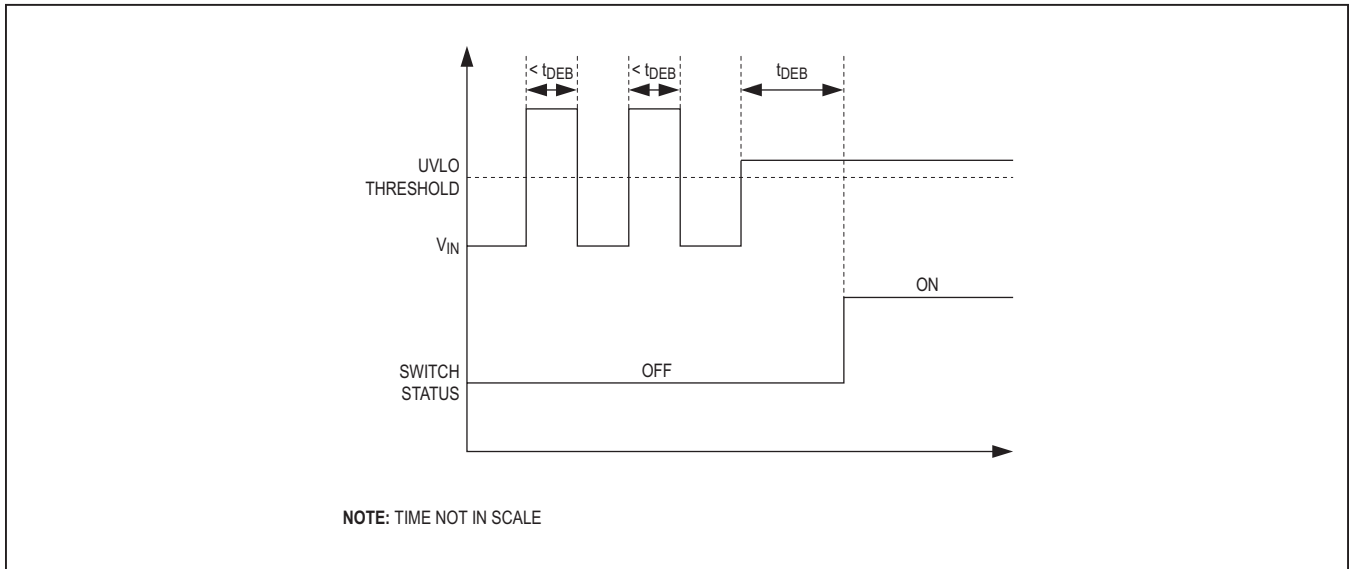 < tDEB
< tDEB
tDEB
UVLO
THRESHOLD
VIN
ON
SWITCH
STATUS
OFF
NOTE: TIME NOT IN SCALE